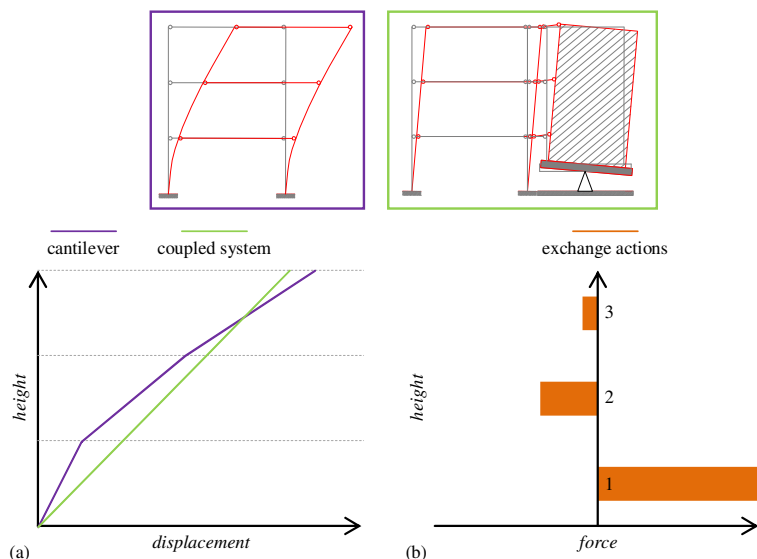 cantilever
coupled system
exchange actions
height
displacement
(a)
height
3
2
1
force
(b)